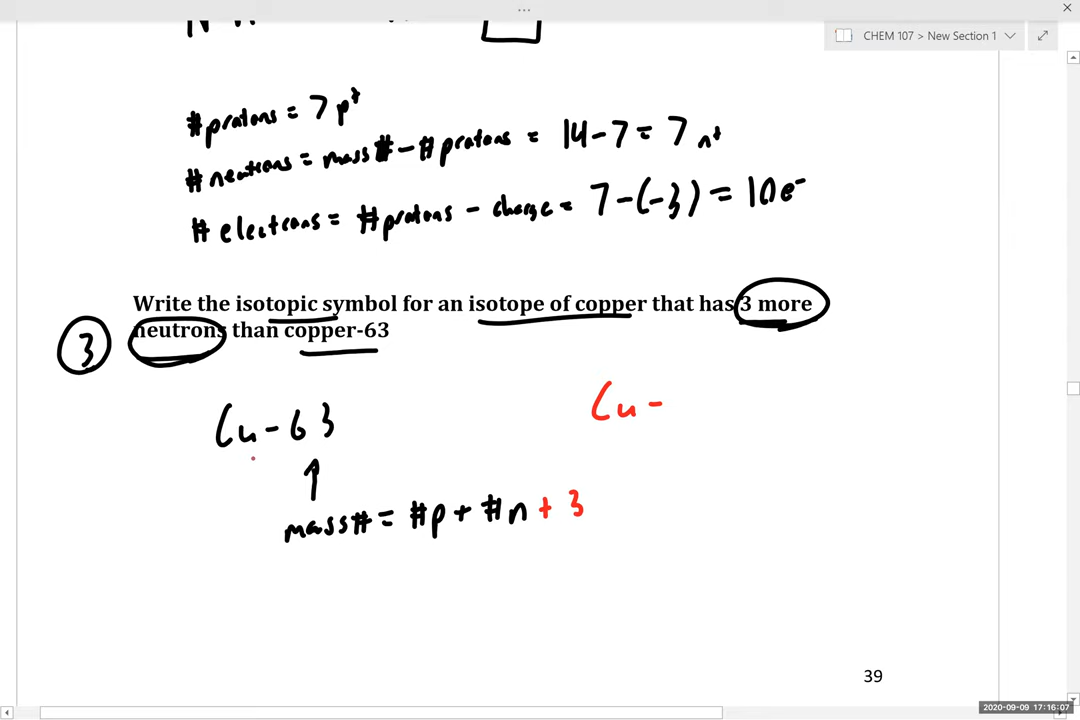 CHEM 107 > New Section 1
#protons = 7 p⁺
#neutrons = mass # - # protons = 14 - 7 = 7 n⁺
# electrons = #protons - charge = 7 - (-3) = 10e⁻
Write the isotopic symbol for an isotope of copper that has 3 more
neutrons than copper-63
3
Cu - 63
Cu -
mass# = #p + #n + 3
39
2020-09-09 17:16:07